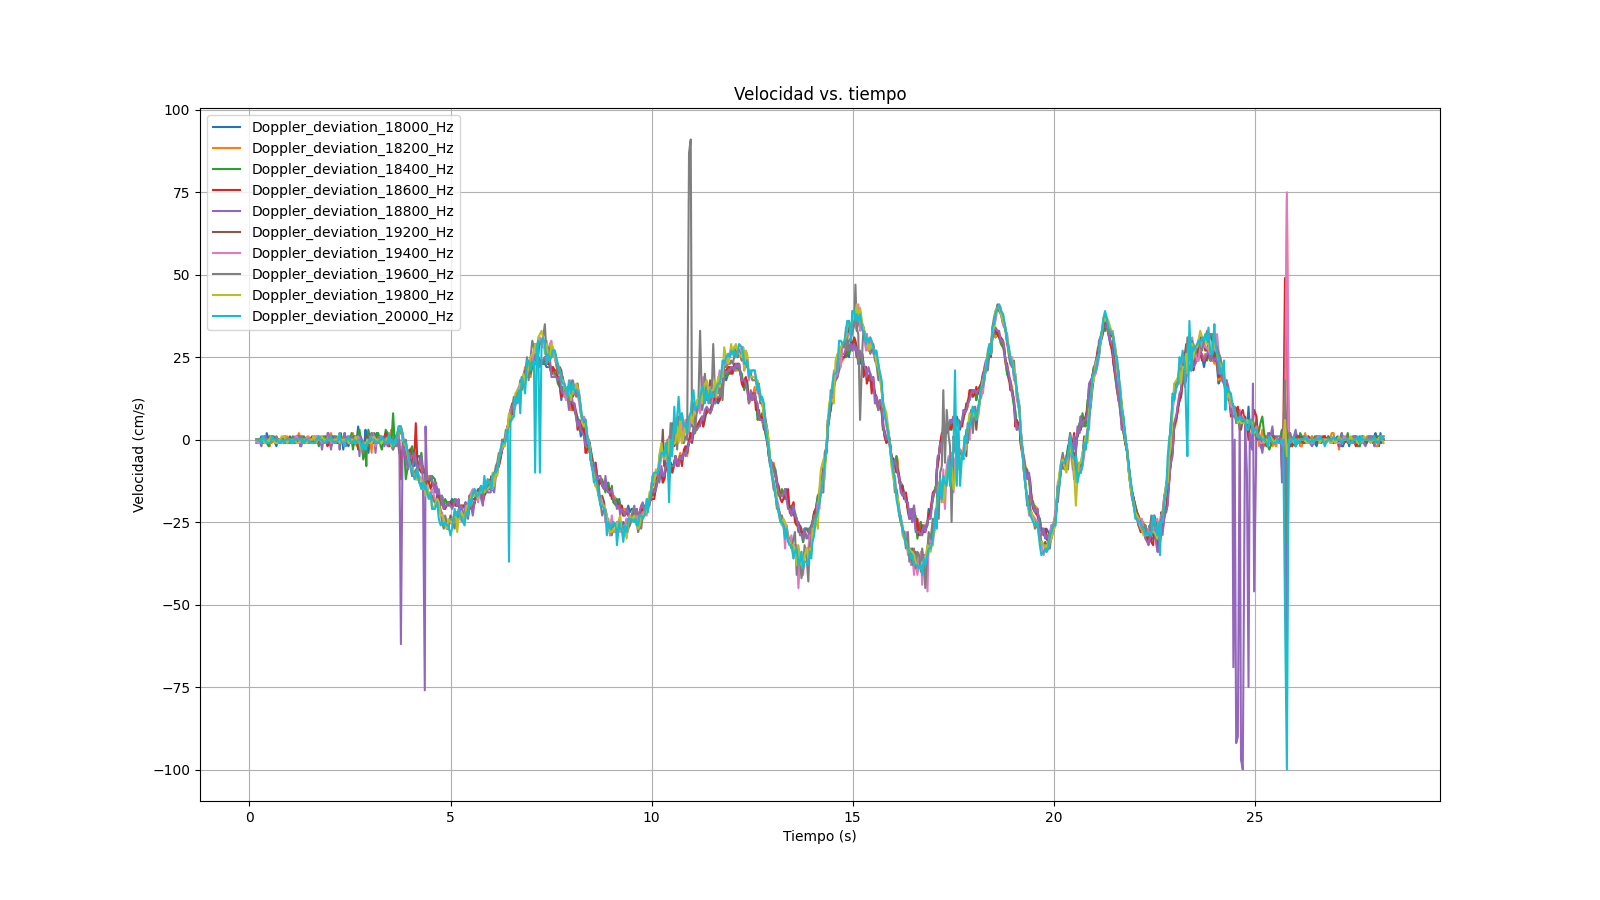 Velocidad vs. tiempo
Velocidad (cm/s)
100
75
50
25
0
−25
−50
−75
−100
Doppler_deviation_18000_Hz
Doppler_deviation_18200_Hz
Doppler_deviation_18400_Hz
Doppler_deviation_18600_Hz
Doppler_deviation_18800_Hz
Doppler_deviation_19200_Hz
Doppler_deviation_19400_Hz
Doppler_deviation_19600_Hz
Doppler_deviation_19800_Hz
Doppler_deviation_20000_Hz
0 5 10 15 20 25
Tiempo (s)